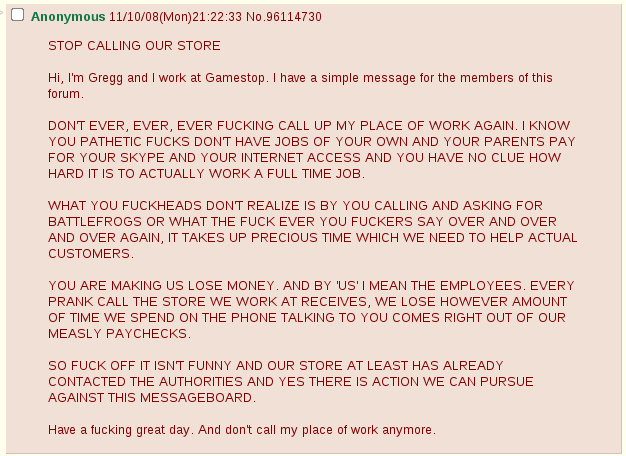 Anonymous 11/10/08(Mon)21:22:33 No.96114730
STOP CALLING OUR STORE
Hi, I'm Gregg and I work at Gamestop. I have a simple message for the members of this
forum.
DON'T EVER, EVER, EVER FUCKING CALL UP MY PLACE OF WORK AGAIN. I KNOW
YOU PATHETIC FUCKS DON'T HAVE JOBS OF YOUR OWN AND YOUR PARENTS PAY
FOR YOUR SKYPE AND YOUR INTERNET ACCESS AND YOU HAVE NO CLUE HOW
HARD IT IS TO ACTUALLY WORK A FULL TIME JOB.
WHAT YOU FUCKHEADS DON'T REALIZE IS BY YOU CALLING AND ASKING FOR
BATTLEFROGS OR WHAT THE FUCK EVER YOU FUCKERS SAY OVER AND OVER
AND OVER AGAIN, IT TAKES UP PRECIOUS TIME WHICH WE NEED TO HELP ACTUAL
CUSTOMERS.
YOU ARE MAKING US LOSE MONEY. AND BY 'US' I MEAN THE EMPLOYEES. EVERY
PRANK CALL THE STORE WE WORK AT RECEIVES, WE LOSE HOWEVER AMOUNT
OF TIME WE SPEND ON THE PHONE TALKING TO YOU COMES RIGHT OUT OF OUR
MEASLY PAYCHECKS.
SO FUCK OFF IT ISN'T FUNNY AND OUR STORE AT LEAST HAS ALREADY
CONTACTED THE AUTHORITIES AND YES THERE IS ACTION WE CAN PURSUE
AGAINST THIS MESSAGEBOARD.
Have a fucking great day. And don't call my place of work anymore.